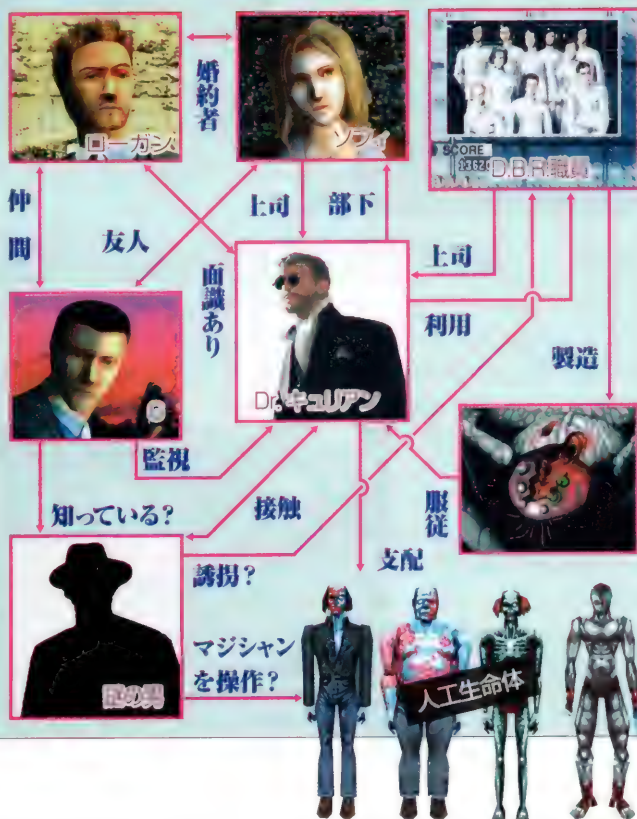 ローガン
婚約者
ソフィ
SCORE
D.B.R.職員
仲間
友人
上司
部下
面識あり
上司
利用
製造
G
Dr.キュリアン
監視
服従
知っている?
接触
誘拐?
支配
謎の男
マジシャン
を操作?
人工生命体